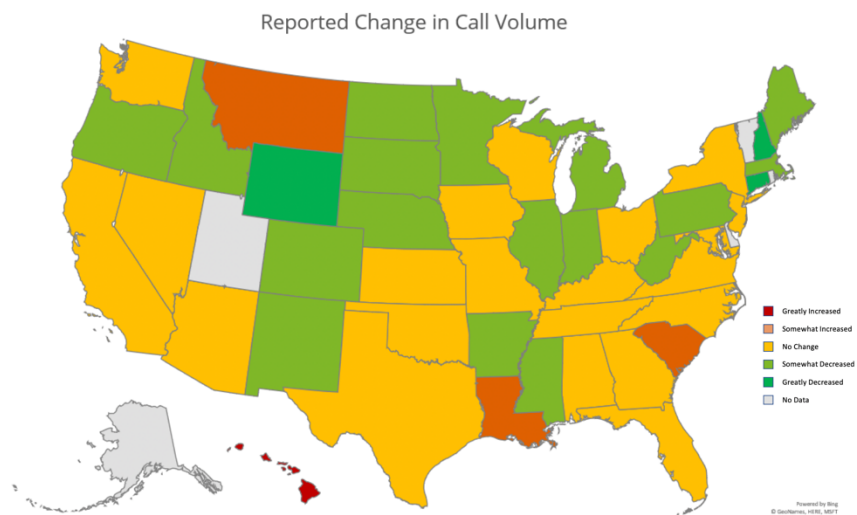 Reported Change in Call Volume
Greatly Increased
Somewhat Increased
No Change
Somewhat Decreased
Greatly Decreased
No Data
Powered by Bing
© GeoNames, HERE, MSFT